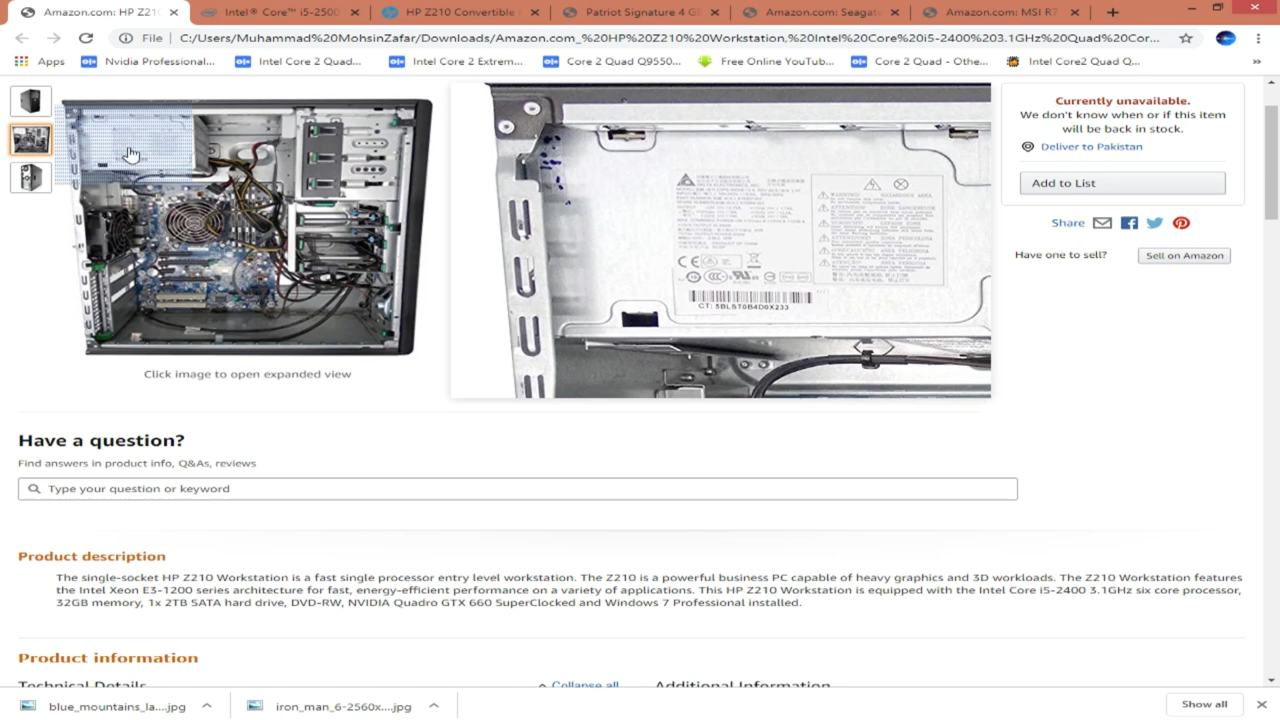 Amazon.com: HP Z210
Intel® Core™ i5-2500
HP Z210 Convertible
Patriot Signature 4 G
Amazon.com: Seagate
Amazon.com: MSI R7
File
C:/Users/Muhammad%20MohsinZafar/Downloads/Amazon.com_%20HP%20Z210%20Workstation,%20Intel%20Core%20i5-2400%203.1GHz%20Quad%20Cor...
Apps
Nvidia Professional...
Intel Core 2 Quad...
Intel Core 2 Extrem...
Core 2 Quad Q9550...
Free Online YouTub...
Core 2 Quad - Othe...
Intel Core2 Quad Q...
Currently unavailable.
We don't know when or if this item
will be back in stock.
Deliver to Pakistan
Add to List
Share
Have one to sell?
Sell on Amazon
CT: 5BLST0B4D0X233
Click image to open expanded view
Have a question?
Find answers in product info, Q&As, reviews
Type your question or keyword
Product description
The single-socket HP Z210 Workstation is a fast single processor entry level workstation. The Z210 is a powerful business PC capable of heavy graphics and 3D workloads. The Z210 Workstation features
the Intel Xeon E3-1200 series architecture for fast, energy-efficient performance on a variety of applications. This HP Z210 Workstation is equipped with the Intel Core i5-2400 3.1GHz six core processor,
32GB memory, 1x 2TB SATA hard drive, DVD-RW, NVIDIA Quadro GTX 660 SuperClocked and Windows 7 Professional installed.
Product information
Technical Details
Collapse all
Additional Information
blue_mountains_la....jpg
iron_man_6-2560x....jpg
Show all